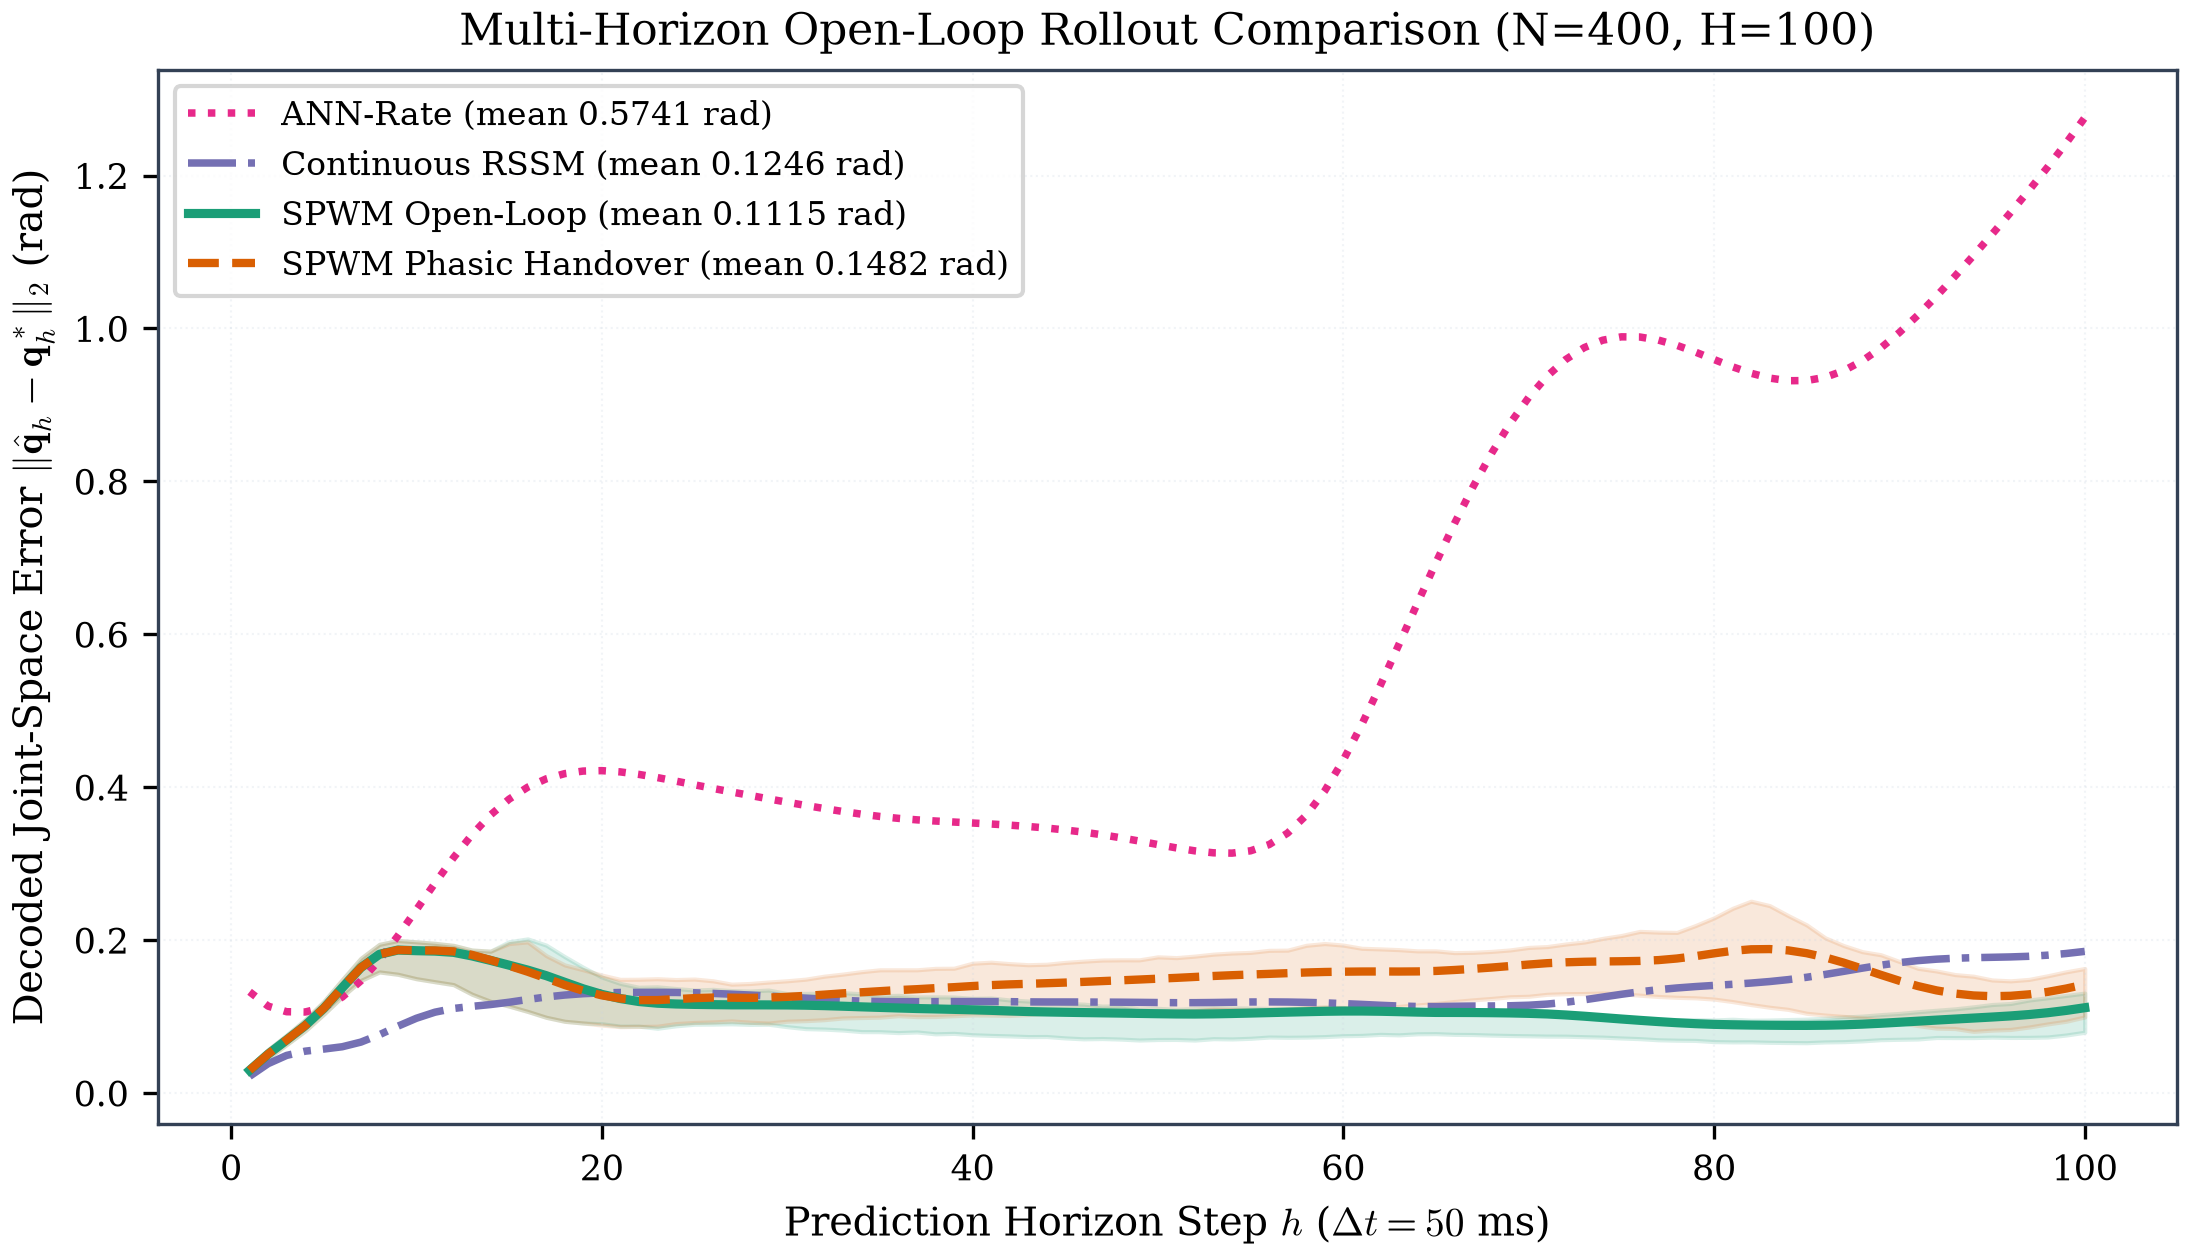 Multi-Horizon Open-Loop Rollout Comparison (N=400, H=100)
ANN-Rate (mean 0.5741 rad)
Continuous RSSM (mean 0.1246 rad)
SPWM Open-Loop (mean 0.1115 rad)
SPWM Phasic Handover (mean 0.1482 rad)
Decoded Joint-Space Error ||q̂_h − q*_h||_2 (rad)
1.2
1.0
0.8
0.6
0.4
0.2
0.0
0 20 40 60 80 100
Prediction Horizon Step h (Δt = 50 ms)